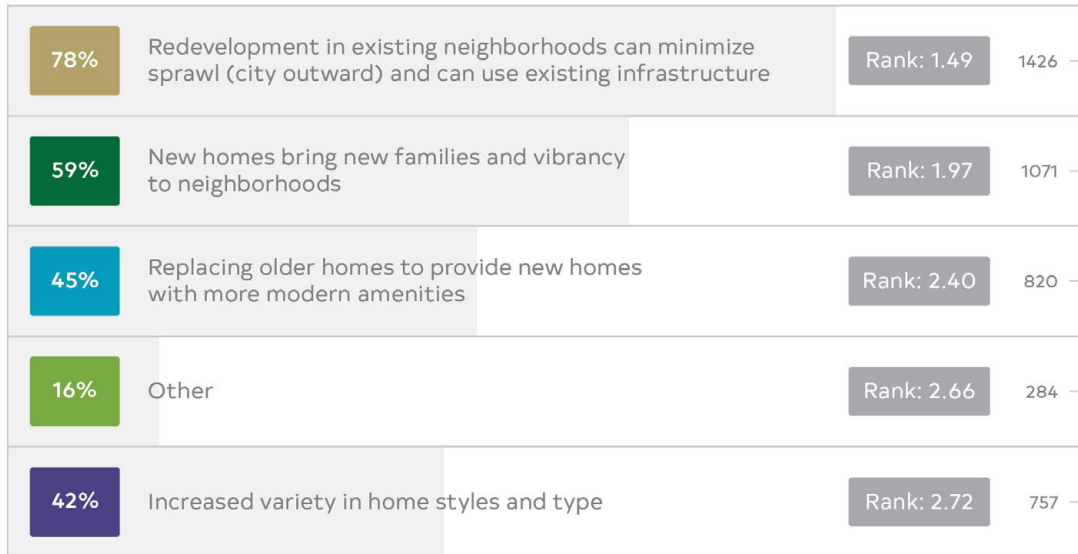 78%
Redevelopment in existing neighborhoods can minimize
sprawl (city outward) and can use existing infrastructure
Rank: 1.49
1426
59%
New homes bring new families and vibrancy
to neighborhoods
Rank: 1.97
1071
45%
Replacing older homes to provide new homes
with more modern amenities
Rank: 2.40
820
16%
Other
Rank: 2.66
284
42%
Increased variety in home styles and type
Rank: 2.72
757